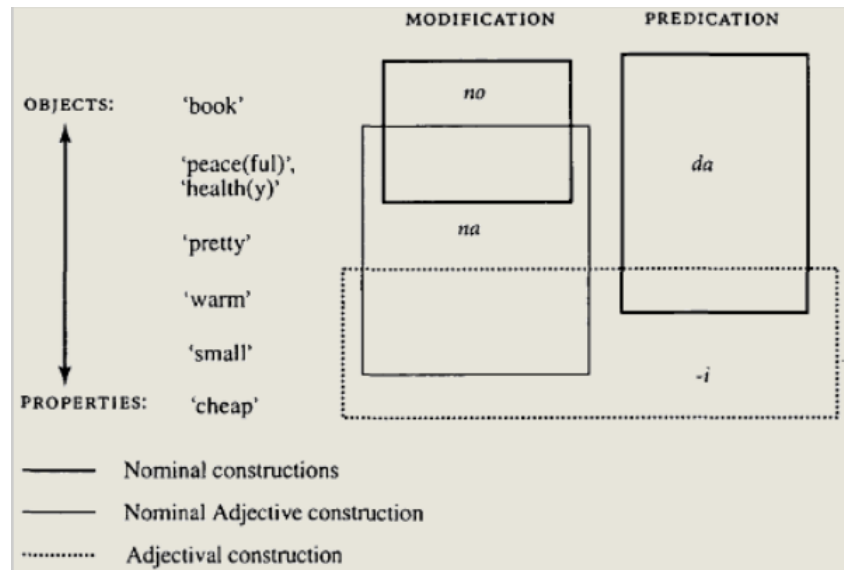 MODIFICATION PREDICATION
OBJECTS: ‘book’ no
‘peace(ful)’,
‘health(y)’ da
‘pretty’ na
‘warm’
‘small’
-i
PROPERTIES: ‘cheap’
Nominal constructions
Nominal Adjective construction
Adjectival construction